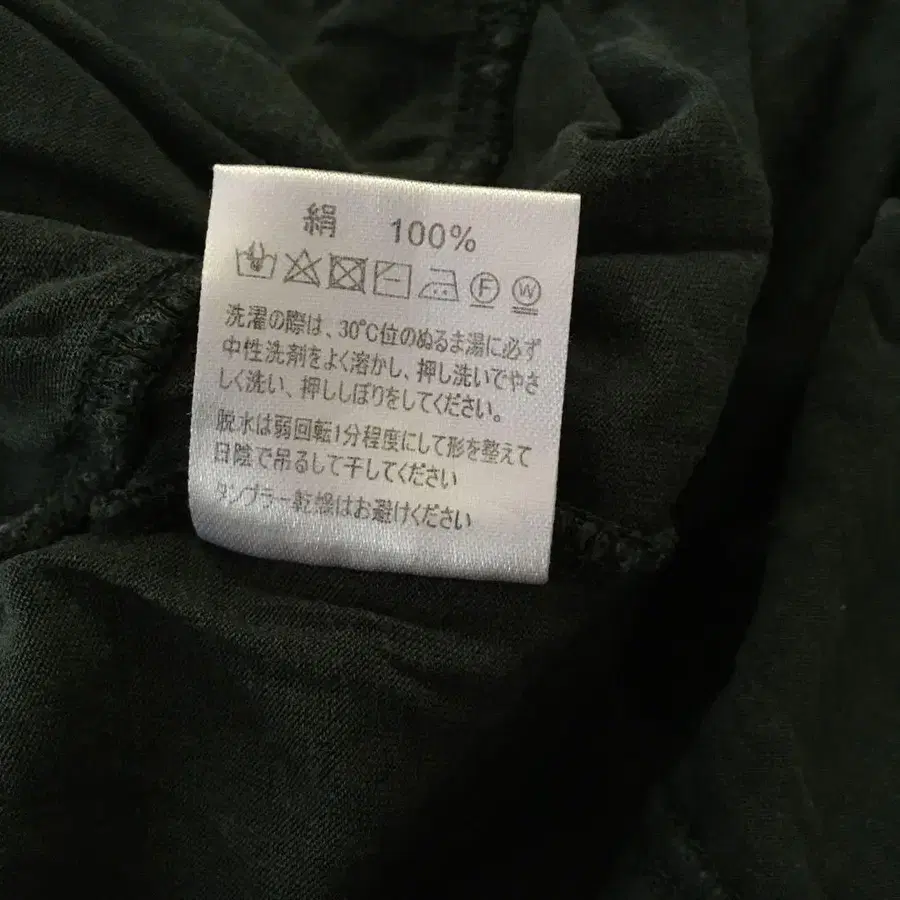 絹 100%
F W
洗濯の際は、30℃位のぬるま湯に必ず
中性洗剤をよく溶かし、押し洗いでやさ
しく洗い、押ししぼりをしてください。
脱水は弱回転1分程度にして形を整えて
日陰で吊るして干してください
タンブラー乾燥はお避けください